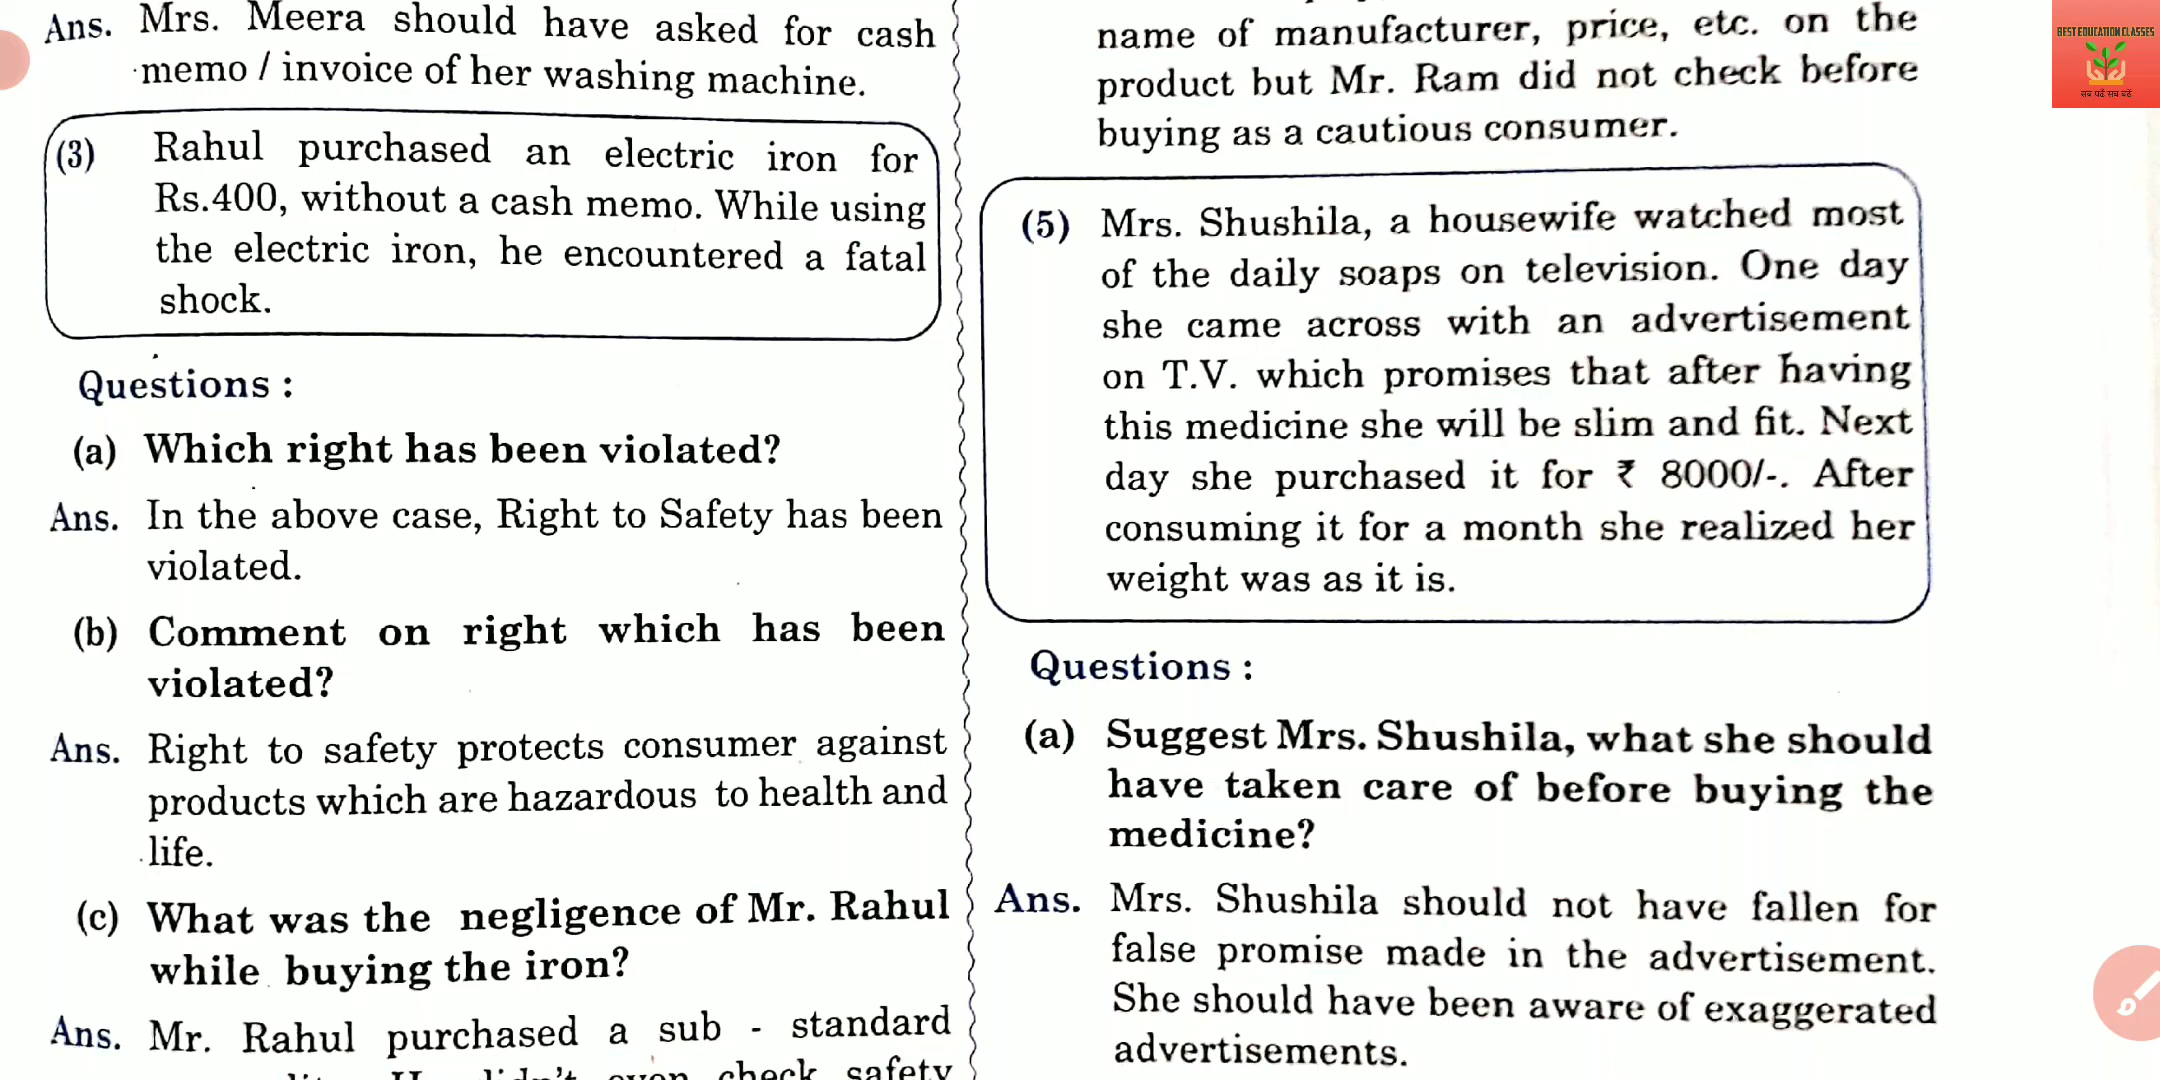 Ans. Mrs. Meera should have asked for cash
memo / invoice of her washing machine.
(3) Rahul purchased an electric iron for
Rs.400, without a cash memo. While using
the electric iron, he encountered a fatal
shock.
Questions :
(a) Which right has been violated?
Ans. In the above case, Right to Safety has been
violated.
(b) Comment on right which has been
violated?
Ans. Right to safety protects consumer against
products which are hazardous to health and
life.
(c) What was the negligence of Mr. Rahul
while buying the iron?
Ans. Mr. Rahul purchased a sub - standard
didn't even check safety
name of manufacturer, price, etc. on the
product but Mr. Ram did not check before
buying as a cautious consumer.
(5) Mrs. Shushila, a housewife watched most
of the daily soaps on television. One day
she came across with an advertisement
on T.V. which promises that after having
this medicine she will be slim and fit. Next
day she purchased it for ₹ 8000/-. After
consuming it for a month she realized her
weight was as it is.
Questions :
(a) Suggest Mrs. Shushila, what she should
have taken care of before buying the
medicine?
Ans. Mrs. Shushila should not have fallen for
false promise made in the advertisement.
She should have been aware of exaggerated
advertisements.
BEST EDUCATION CLASSES
सब पढ़ें सब बढ़ें